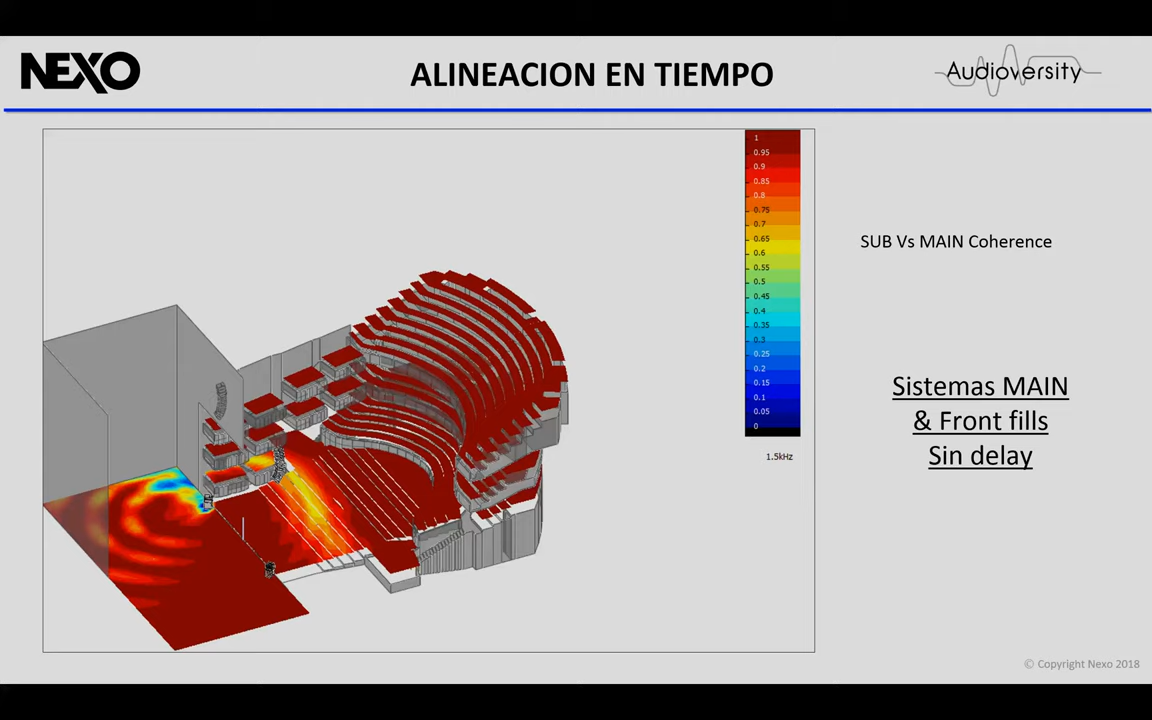 NEXO
ALINEACION EN TIEMPO
Audioversity
1
0.95
0.9
0.85
0.8
0.75
0.7
0.65
0.6
0.55
0.5
0.45
0.4
0.35
0.3
0.25
0.2
0.15
0.1
0.05
0
1.5kHz
SUB Vs MAIN Coherence
Sistemas MAIN
& Front fills
Sin delay
© Copyright Nexo 2018